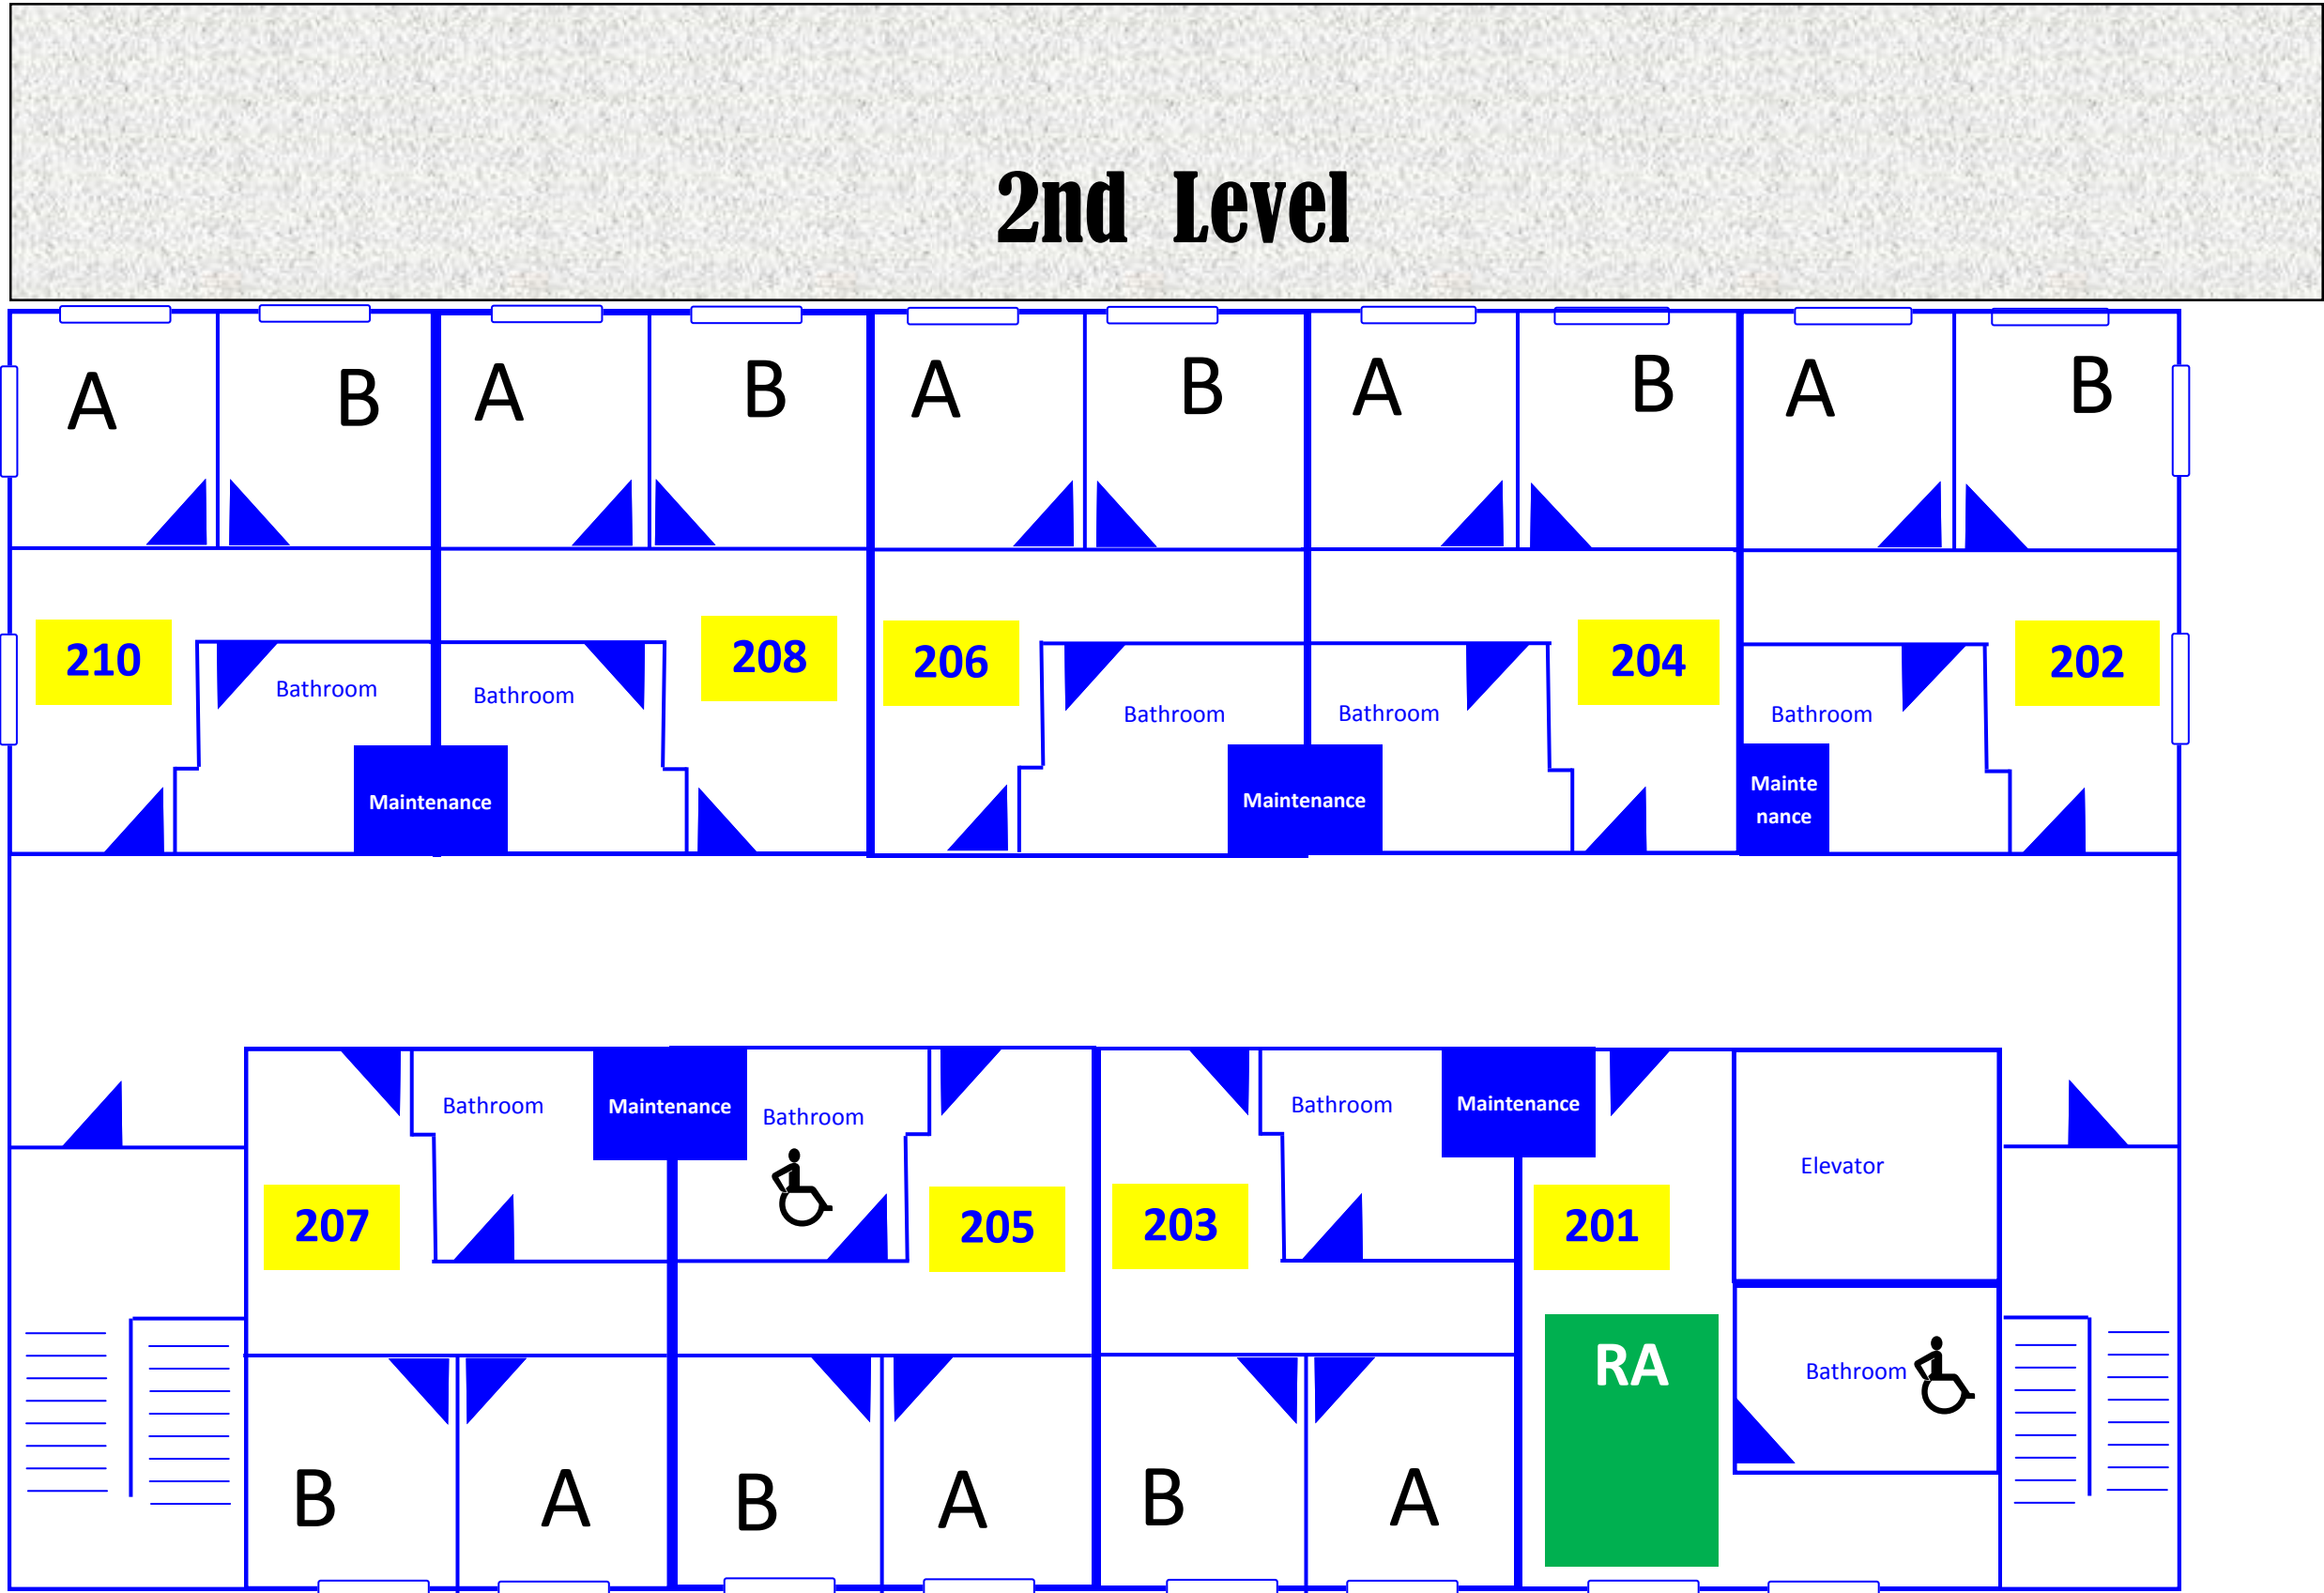 2nd Level
A B A B A B A B A B
210 208 206 204 202
Bathroom Bathroom Bathroom Bathroom Bathroom
Maintenance Maintenance Mainte
nance
Bathroom Maintenance Bathroom Bathroom Maintenance
Elevator
207 205 203 201
RA
Bathroom
B A B A B A